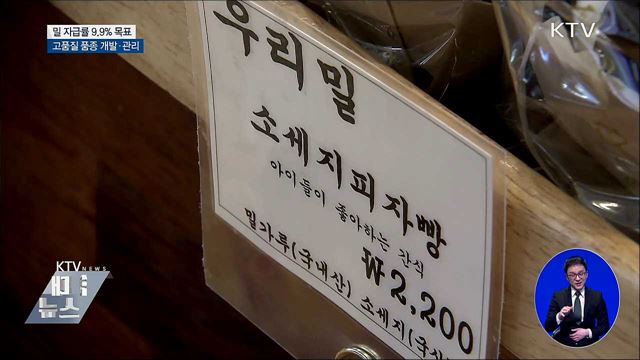 밀 자급률 9.9% 목표
고품질 품종 개발·관리
KTV
우리밀
소세지피자빵
아이들이 좋아하는 간식
₩2,200
밀가루(국내산) 소세지(국산
KTV NEWS
뉴스
KTV